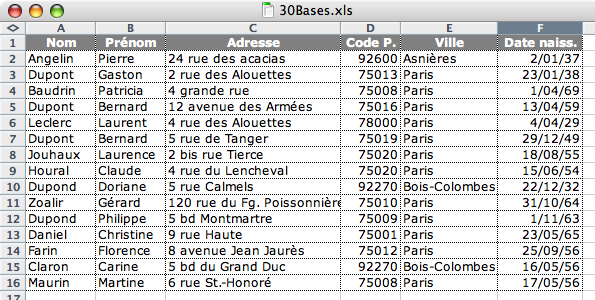 30Bases.xls
A B C D E F
1 Nom Prénom Adresse Code P. Ville Date naiss.
2 Angelin Pierre 24 rue des acacias 92600 Asnières 2/01/37
3 Dupont Gaston 2 rue des Alouettes 75013 Paris 23/01/38
4 Baudrin Patricia 4 grande rue 75008 Paris 1/04/69
5 Dupont Bernard 12 avenue des Armées 75016 Paris 13/04/59
6 Leclerc Laurent 4 rue des Alouettes 78000 Paris 4/04/29
7 Dupont Bernard 5 rue de Tanger 75019 Paris 29/12/49
8 Jouhaux Laurence 2 bis rue Tierce 75020 Paris 18/08/55
9 Houral Claude 4 rue du Lencheval 75020 Paris 15/06/54
10 Dupond Doriane 5 rue Calmels 92270 Bois-Colombes 22/12/32
11 Zoalir Gérard 120 rue du Fg. Poissonnière 75010 Paris 31/10/64
12 Dupond Philippe 5 bd Montmartre 75009 Paris 1/11/63
13 Daniel Christine 9 rue Haute 75001 Paris 23/05/65
14 Farin Florence 8 avenue Jean Jaurès 75012 Paris 25/09/56
15 Claron Carine 5 bd du Grand Duc 92270 Bois-Colombes 16/05/56
16 Maurin Martine 6 rue St.-Honoré 75008 Paris 17/05/56